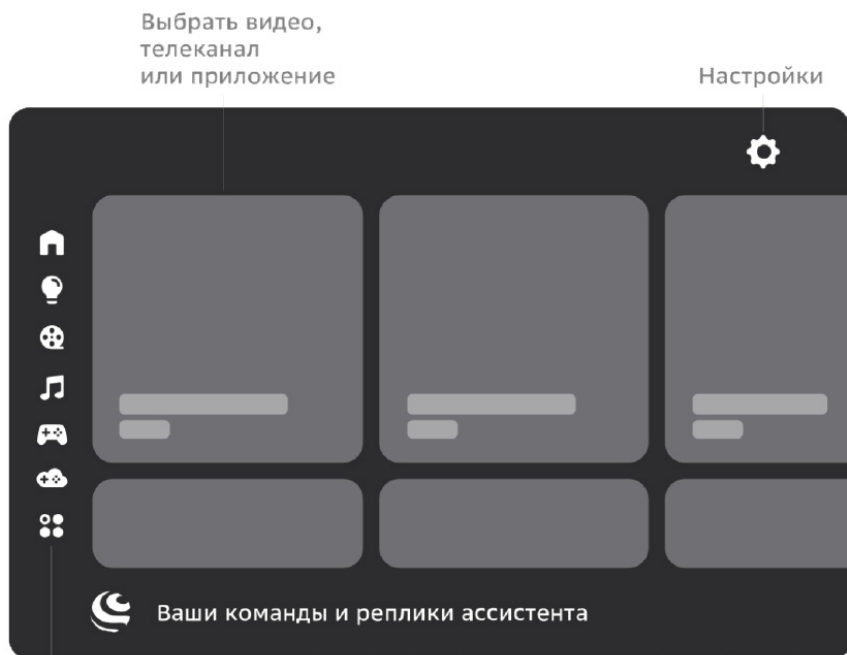 Выбрать видео,
телеканал
или приложение
Настройки
Ваши команды и реплики ассистента